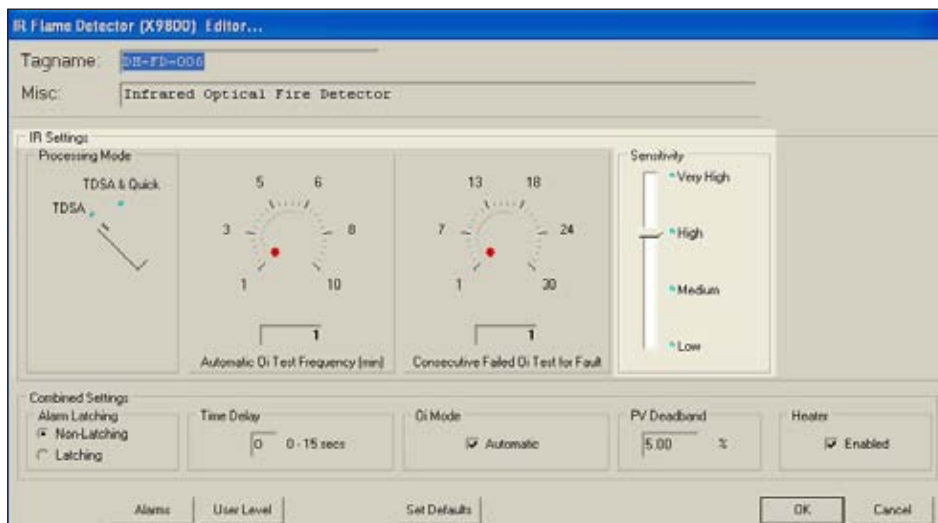 IR Flame Detector (X9800) Editor...
Tagname: DH-FD-006
Misc: Infrared Optical Fire Detector
IR Settings
Processing Mode
TDSA & Quick
TDSA
5 6
3 8
1 10
1
Automatic Oi Test Frequency (min)
13 18
7 24
1 30
1
Consecutive Failed Oi Test for Fault
Sensitivity
Very High
High
Medium
Low
Combined Settings
Alarm Latching
Non-Latching
Latching
Time Delay
0 0 - 15 secs
Oi Mode
Automatic
PV Deadband
5.00 %
Heater
Enabled
Alarms User Level Set Defaults OK Cancel